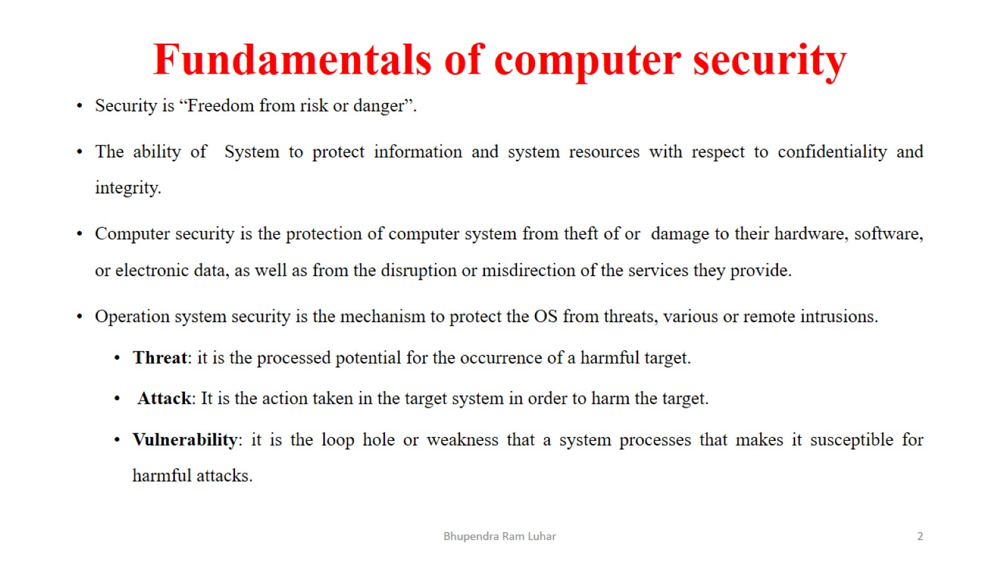 Fundamentals of computer security
• Security is “Freedom from risk or danger”.
• The ability of System to protect information and system resources with respect to confidentiality and
integrity.
• Computer security is the protection of computer system from theft of or damage to their hardware, software,
or electronic data, as well as from the disruption or misdirection of the services they provide.
• Operation system security is the mechanism to protect the OS from threats, various or remote intrusions.
• Threat: it is the processed potential for the occurrence of a harmful target.
• Attack: It is the action taken in the target system in order to harm the target.
• Vulnerability: it is the loop hole or weakness that a system processes that makes it susceptible for
harmful attacks.
Bhupendra Ram Luhar
2